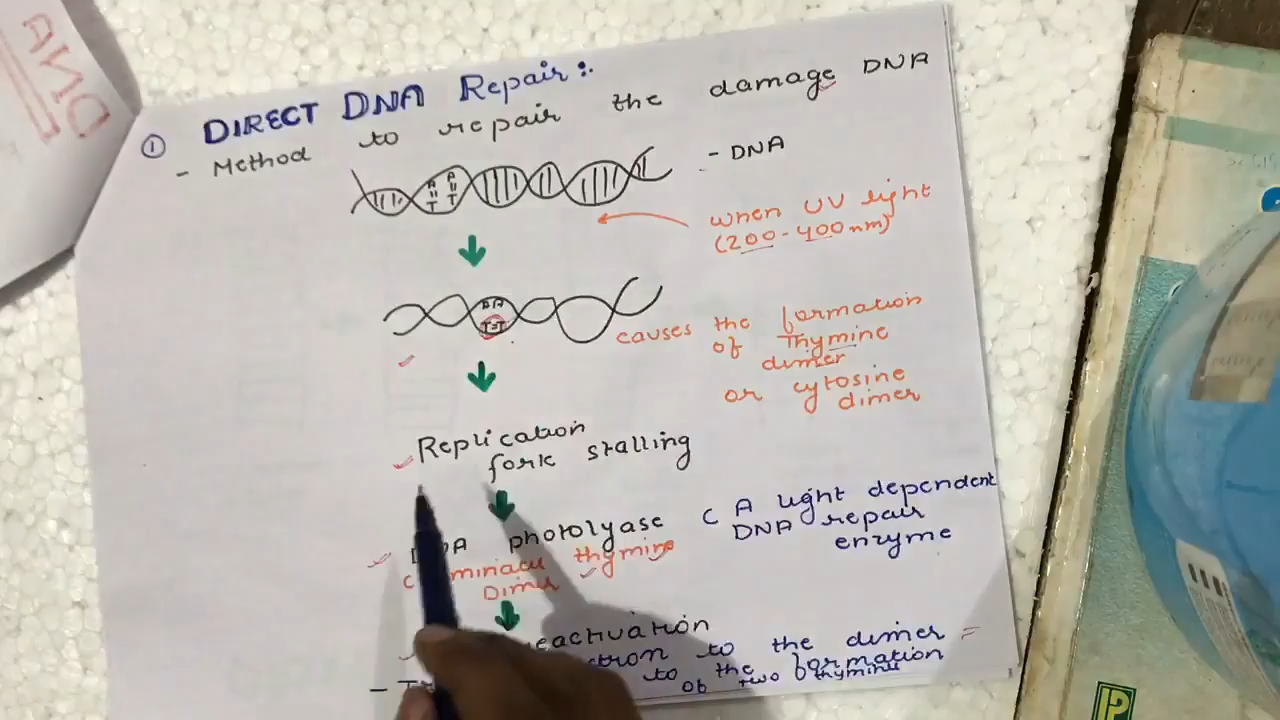 ① DIRECT DNA Repair:.
- Method to repair the damage DNA
A A
T T
- DNA
when UV light
(200-400nm)
A A
T=T
causes the formation
of Thymine
dimer
or cytosine
dimer
Replication
fork stalling
photolyase
( A light dependent
DNA repair
enzyme
thymine
Dimer
to the dimer =
to the formation
of two thymine
DNA
IP